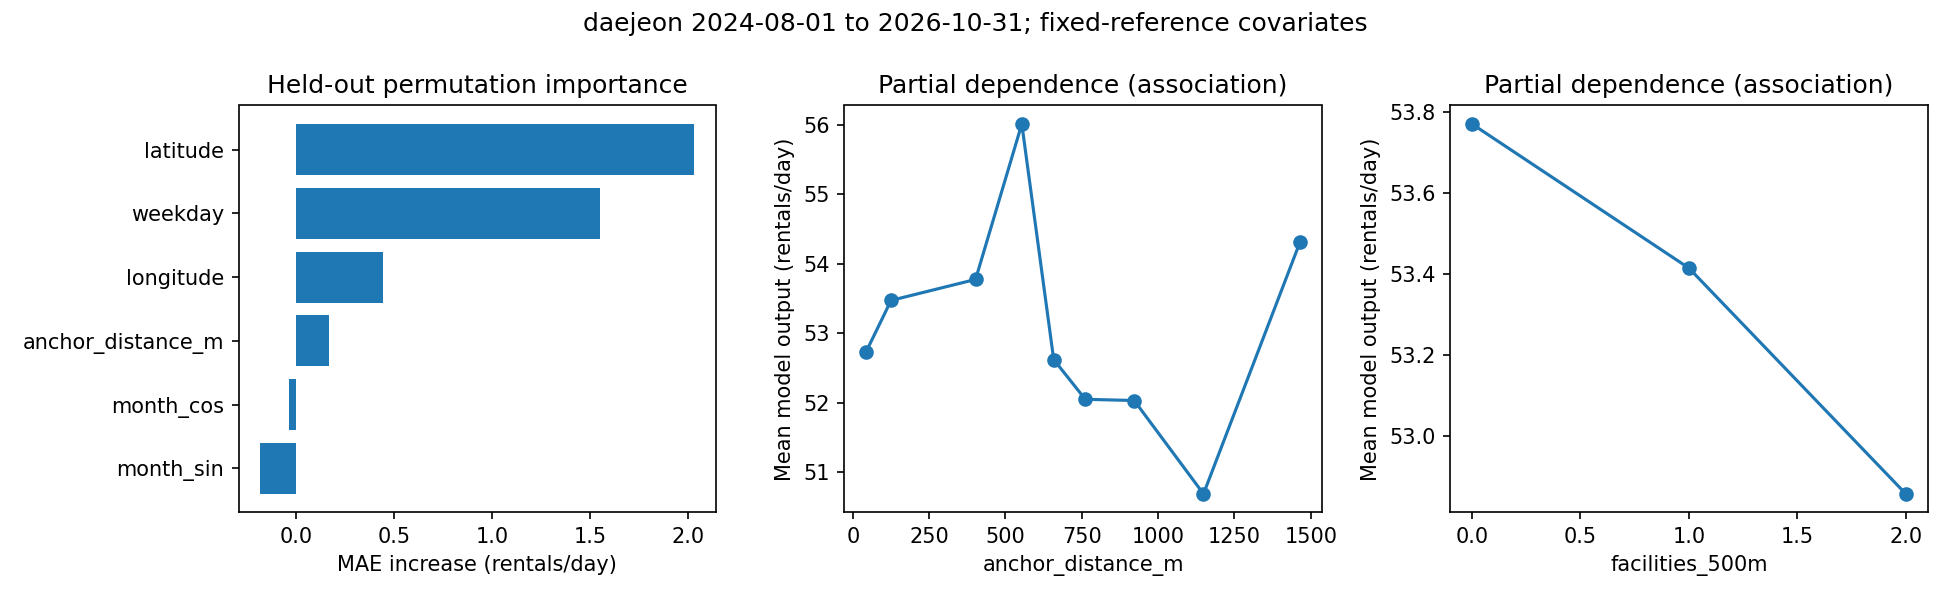 daejeon 2024-08-01 to 2026-10-31; fixed-reference covariates
Held-out permutation importance
latitude
weekday
longitude
anchor_distance_m
month_cos
month_sin
0.0 0.5 1.0 1.5 2.0
MAE increase (rentals/day)
Partial dependence (association)
Mean model output (rentals/day)
56
55
54
53
52
51
0 250 500 750 1000 1250 1500
anchor_distance_m
Partial dependence (association)
Mean model output (rentals/day)
53.8
53.6
53.4
53.2
53.0
0.0 0.5 1.0 1.5 2.0
facilities_500m